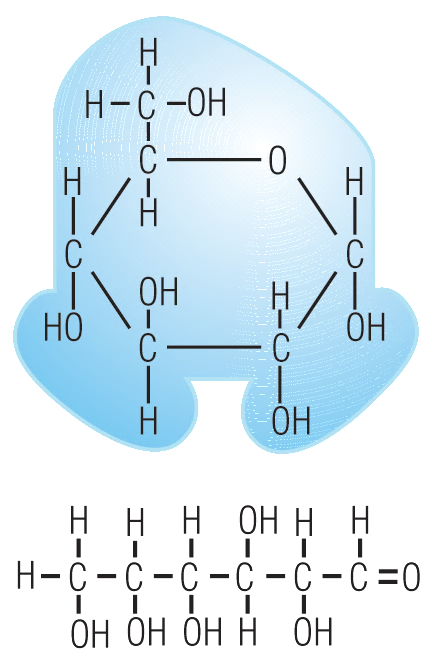 H
H–C–OH
C–O
H H
H
C C
OH H
HO OH
C–C
H OH
H H H OH H H
H–C–C–C–C–C–C=O
OH OH OH H OH